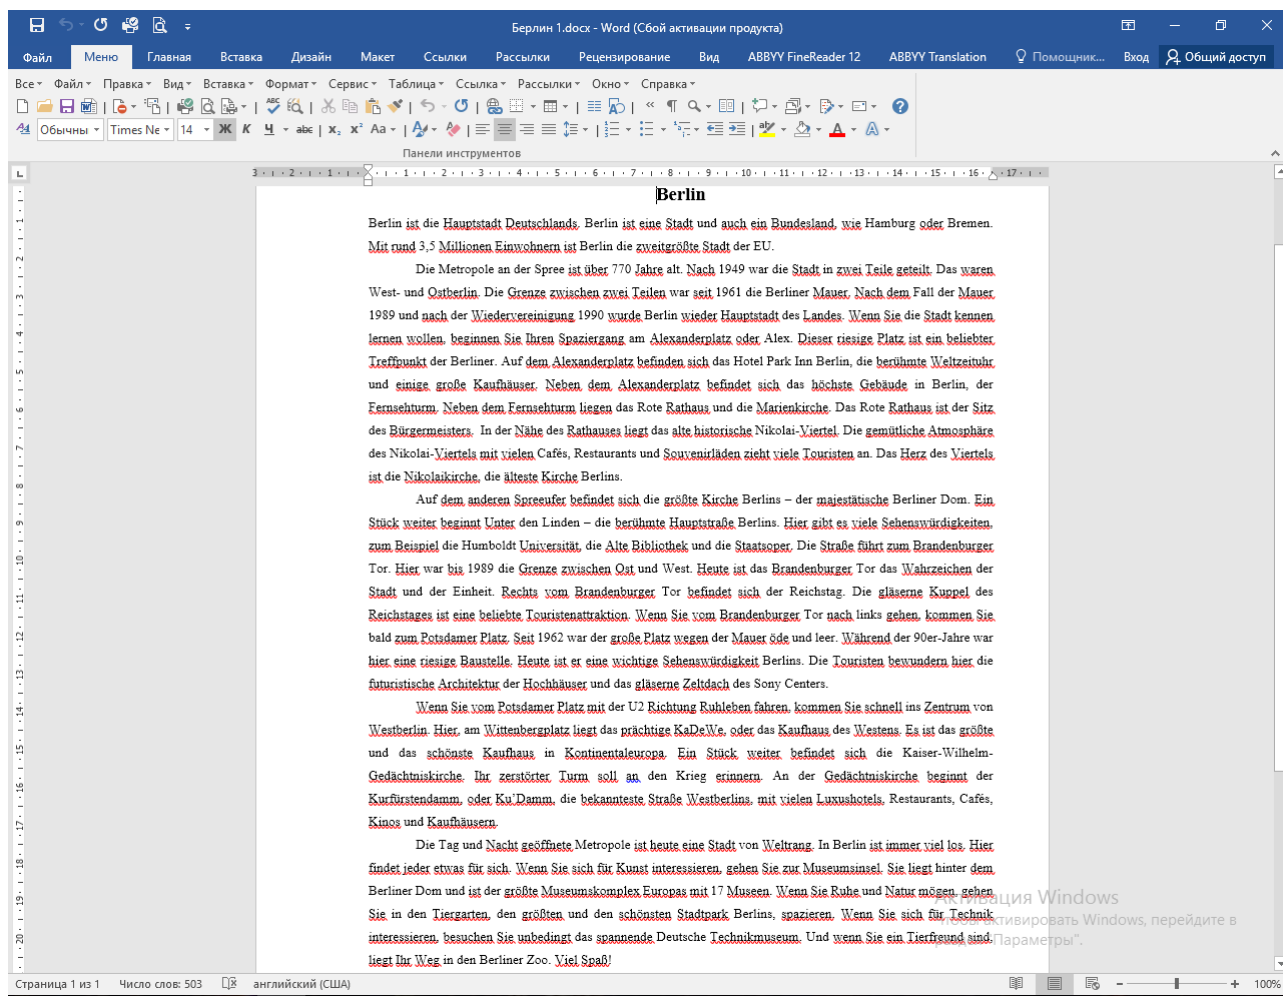 Берлин 1.docx - Word (Сбой активации продукта)
Файл Меню Главная Вставка Дизайн Макет Ссылки Рассылки Рецензирование Вид ABBYY FineReader 12 ABBYY Translation Помощник... Вход Общий доступ
Все Файл Правка Вид Вставка Формат Сервис Таблица Ссылка Рассылки Окно Справка
Обычны Times Ne 14 Ж К Ч abc x₂ x² Aa
Панели инструментов
3 2 1 1 2 3 4 5 6 7 8 9 10 11 12 13 14 15 16 17
Berlin
Berlin ist die Hauptstadt Deutschlands. Berlin ist eine Stadt und auch ein Bundesland, wie Hamburg oder Bremen.
Mit rund 3,5 Millionen Einwohnern ist Berlin die zweitgrößte Stadt der EU.
Die Metropole an der Spree ist über 770 Jahre alt. Nach 1949 war die Stadt in zwei Teile geteilt. Das waren
West- und Ostberlin. Die Grenze zwischen zwei Teilen war seit 1961 die Berliner Mauer. Nach dem Fall der Mauer
1989 und nach der Wiedervereinigung 1990 wurde Berlin wieder Hauptstadt des Landes. Wenn Sie die Stadt kennen
lernen wollen, beginnen Sie Ihren Spaziergang am Alexanderplatz oder Alex. Dieser riesige Platz ist ein beliebter
Treffpunkt der Berliner. Auf dem Alexanderplatz befinden sich das Hotel Park Inn Berlin, die berühmte Weltzeituhr
und einige große Kaufhäuser. Neben dem Alexanderplatz befindet sich das höchste Gebäude in Berlin, der
Fernsehturm. Neben dem Fernsehturm liegen das Rote Rathaus und die Marienkirche. Das Rote Rathaus ist der Sitz
des Bürgermeisters. In der Nähe des Rathauses liegt das alte historische Nikolai-Viertel. Die gemütliche Atmosphäre
des Nikolai-Viertels mit vielen Cafés, Restaurants und Souvenirläden zieht viele Touristen an. Das Herz des Viertels
ist die Nikolaikirche, die älteste Kirche Berlins.
Auf dem anderen Spreeufer befindet sich die größte Kirche Berlins – der majestätische Berliner Dom. Ein
Stück weiter beginnt Unter den Linden – die berühmte Hauptstraße Berlins. Hier gibt es viele Sehenswürdigkeiten,
zum Beispiel die Humboldt Universität, die Alte Bibliothek und die Staatsoper. Die Straße führt zum Brandenburger
Tor. Hier war bis 1989 die Grenze zwischen Ost und West. Heute ist das Brandenburger Tor das Wahrzeichen der
Stadt und der Einheit. Rechts vom Brandenburger Tor befindet sich der Reichstag. Die gläserne Kuppel des
Reichstages ist eine beliebte Touristenattraktion. Wenn Sie vom Brandenburger Tor nach links gehen, kommen Sie
bald zum Potsdamer Platz. Seit 1962 war der große Platz wegen der Mauer öde und leer. Während der 90er-Jahre war
hier eine riesige Baustelle. Heute ist er eine wichtige Sehenswürdigkeit Berlins. Die Touristen bewundern hier die
futuristische Architektur der Hochhäuser und das gläserne Zeltdach des Sony Centers.
Wenn Sie vom Potsdamer Platz mit der U2 Richtung Ruhleben fahren, kommen Sie schnell ins Zentrum von
Westberlin. Hier, am Wittenbergplatz liegt das prächtige KaDeWe, oder das Kaufhaus des Westens. Es ist das größte
und das schönste Kaufhaus in Kontinentaleuropa. Ein Stück weiter befindet sich die Kaiser-Wilhelm-
Gedächtniskirche. Ihr zerstörter Turm soll an den Krieg erinnern. An der Gedächtniskirche beginnt der
Kurfürstendamm, oder Ku'Damm, die bekannteste Straße Westberlins, mit vielen Luxushotels, Restaurants, Cafés,
Kinos und Kaufhäusern.
Die Tag und Nacht geöffnete Metropole ist heute eine Stadt von Weltrang. In Berlin ist immer viel los. Hier
findet jeder etwas für sich. Wenn Sie sich für Kunst interessieren, gehen Sie zur Museumsinsel. Sie liegt hinter dem
Berliner Dom und ist der größte Museumskomplex Europas mit 17 Museen. Wenn Sie Ruhe und Natur mögen, gehen
Sie in den Tiergarten, den größten und den schönsten Stadtpark Berlins, spazieren. Wenn Sie sich für Technik
interessieren, besuchen Sie unbedingt das spannende Deutsche Technikmuseum. Und wenn Sie ein Tierfreund sind,
liegt Ihr Weg in den Berliner Zoo. Viel Spaß!
Активация Windows
активировать Windows, перейдите в
"Параметры".
Страница 1 из 1 Число слов: 503 английский (США) 100%